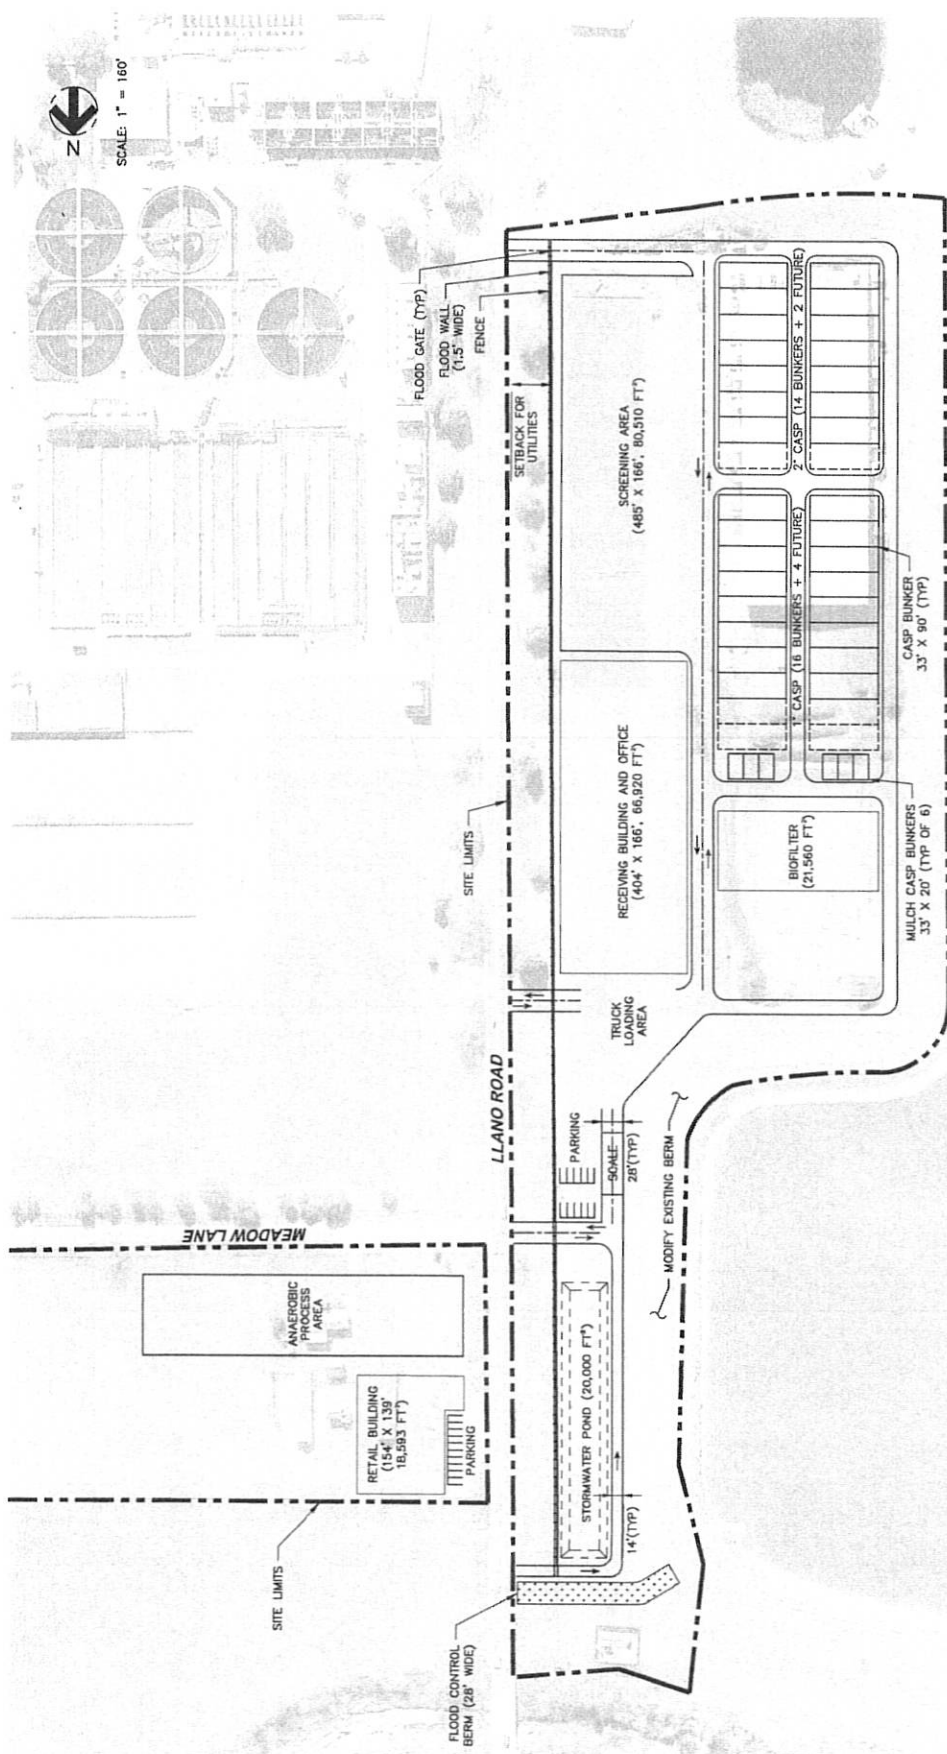 N
SCALE: 1" = 160'
FLOOD GATE (TYP)
FLOOD WALL
(1.5' WIDE)
FENCE
SETBACK FOR
UTILITIES
SITE LIMITS
LLANO ROAD
MEADOW LANE
SCREENING AREA
(485' X 166', 80,510 FT²)
RECEIVING BUILDING AND OFFICE
(404' X 166', 66,920 FT²)
2° CASP (14 BUNKERS + 2 FUTURE)
1° CASP (16 BUNKERS + 4 FUTURE)
CASP BUNKER
33' X 90' (TYP)
MULCH CASP BUNKERS
33' X 20' (TYP OF 6)
BIOFILTER
(21,560 FT²)
TRUCK
LOADING
AREA
PARKING
SCALE
28'(TYP)
MODIFY EXISTING BERM
ANAEROBIC
PROCESS
AREA
RETAIL BUILDING
(154' X 139'
18,593 FT²)
PARKING
STORMWATER POND (20,000 FT²)
14'(TYP)
SITE LIMITS
FLOOD CONTROL
BERM (28' WIDE)